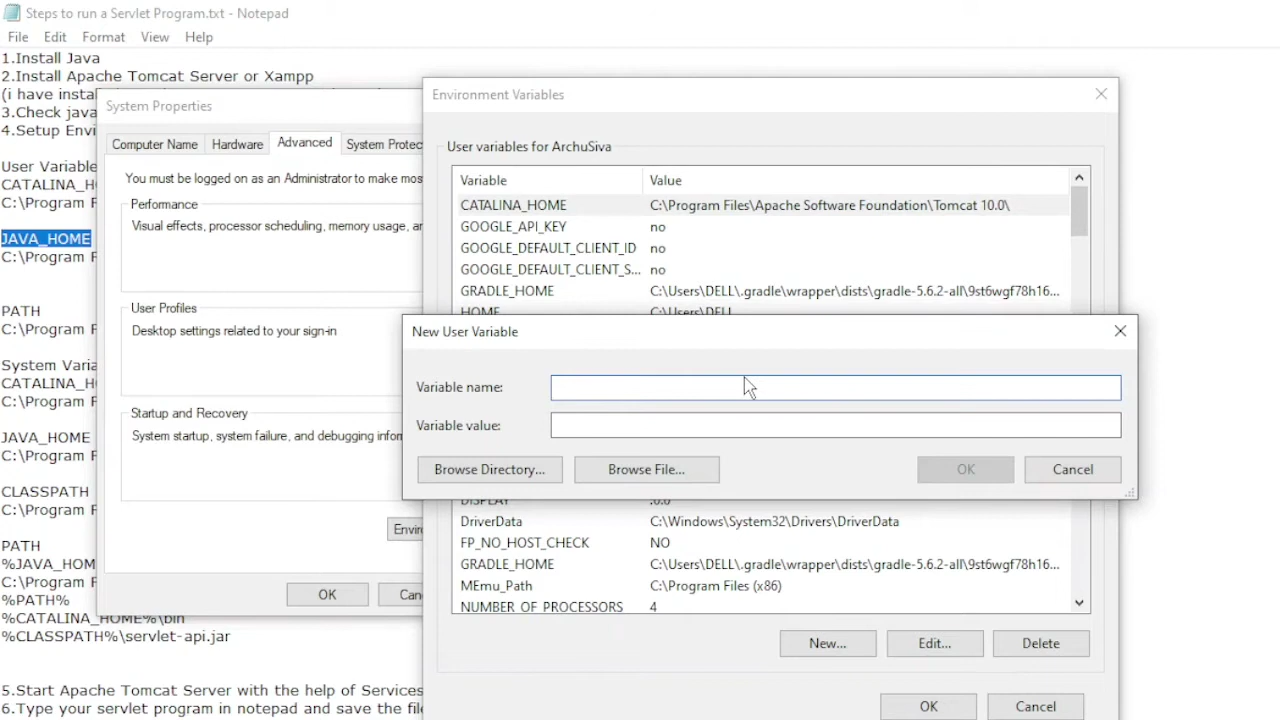 Steps to run a Servlet Program.txt - Notepad
File Edit Format View Help
1.Install Java
2.Install Apache Tomcat Server or Xampp
(i have insta
3.Check java
4.Setup Envi
User Variable
CATALINA_H
C:\Program F
JAVA_HOME
C:\Program F
PATH
C:\Program F
System Varia
CATALINA_H
C:\Program F
JAVA_HOME
C:\Program F
CLASSPATH
C:\Program F
PATH
%JAVA_HOM
C:\Program F
%PATH%
%CATALINA_HOME%\bin
%CLASSPATH%\servlet-api.jar
5.Start Apache Tomcat Server with the help of Services
6.Type your servlet program in notepad and save the file
System Properties
Computer Name Hardware Advanced System Protec
You must be logged on as an Administrator to make mos
Performance
Visual effects, processor scheduling, memory usage, an
User Profiles
Desktop settings related to your sign-in
Startup and Recovery
System startup, system failure, and debugging inform
Enviro
OK Can
Environment Variables
User variables for ArchuSiva
Variable Value
CATALINA_HOME C:\Program Files\Apache Software Foundation\Tomcat 10.0\
GOOGLE_API_KEY no
GOOGLE_DEFAULT_CLIENT_ID no
GOOGLE_DEFAULT_CLIENT_S... no
GRADLE_HOME C:\Users\DELL\.gradle\wrapper\dists\gradle-5.6.2-all\9st6wgf78h16...
HOME C:\Users\DELL
New User Variable
Variable name:
Variable value:
Browse Directory... Browse File... OK Cancel
DISPLAY :0.0
DriverData C:\Windows\System32\Drivers\DriverData
FP_NO_HOST_CHECK NO
GRADLE_HOME C:\Users\DELL\.gradle\wrapper\dists\gradle-5.6.2-all\9st6wgf78h16...
MEmu_Path C:\Program Files (x86)
NUMBER_OF_PROCESSORS 4
New... Edit... Delete
OK Cancel